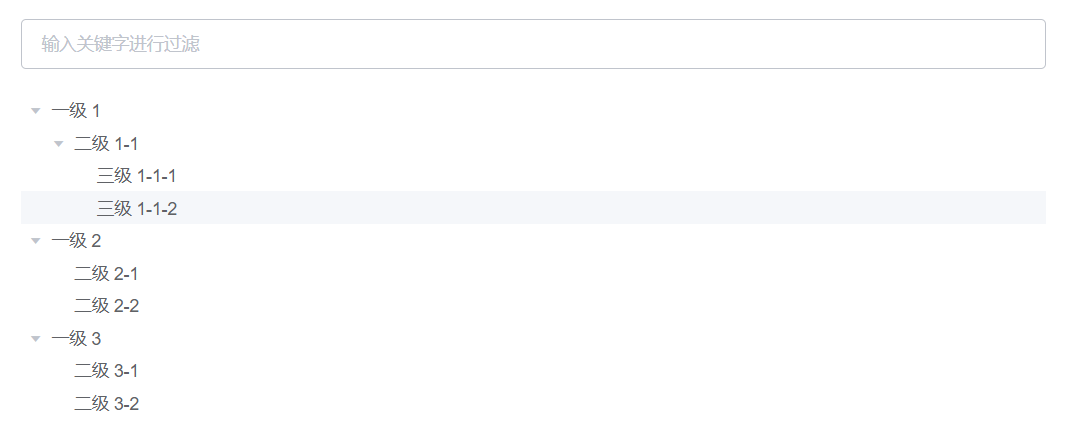 输入关键字进行过滤
一级 1
二级 1-1
三级 1-1-1
三级 1-1-2
一级 2
二级 2-1
二级 2-2
一级 3
二级 3-1
二级 3-2